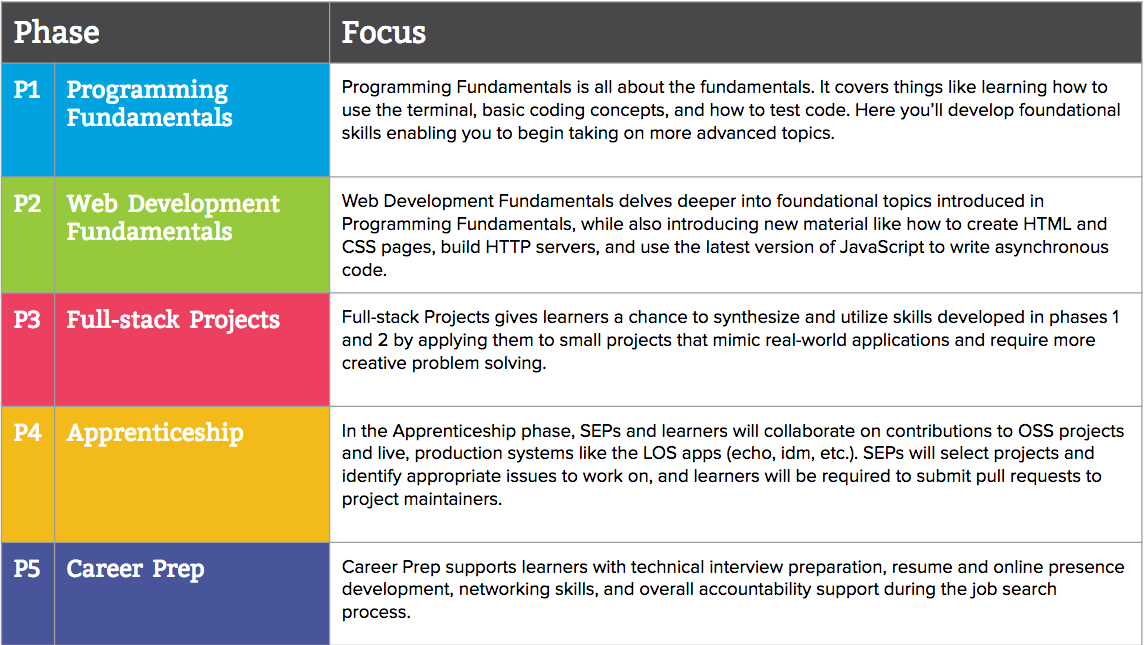 Phase Focus
P1 Programming Fundamentals
Programming Fundamentals is all about the fundamentals. It covers things like learning how to
use the terminal, basic coding concepts, and how to test code. Here you’ll develop foundational
skills enabling you to begin taking on more advanced topics.
P2 Web Development Fundamentals
Web Development Fundamentals delves deeper into foundational topics introduced in
Programming Fundamentals, while also introducing new material like how to create HTML and
CSS pages, build HTTP servers, and use the latest version of JavaScript to write asynchronous
code.
P3 Full-stack Projects
Full-stack Projects gives learners a chance to synthesize and utilize skills developed in phases 1
and 2 by applying them to small projects that mimic real-world applications and require more
creative problem solving.
P4 Apprenticeship
In the Apprenticeship phase, SEPs and learners will collaborate on contributions to OSS projects
and live, production systems like the LOS apps (echo, idm, etc.). SEPs will select projects and
identify appropriate issues to work on, and learners will be required to submit pull requests to
project maintainers.
P5 Career Prep
Career Prep supports learners with technical interview preparation, resume and online presence
development, networking skills, and overall accountability support during the job search
process.